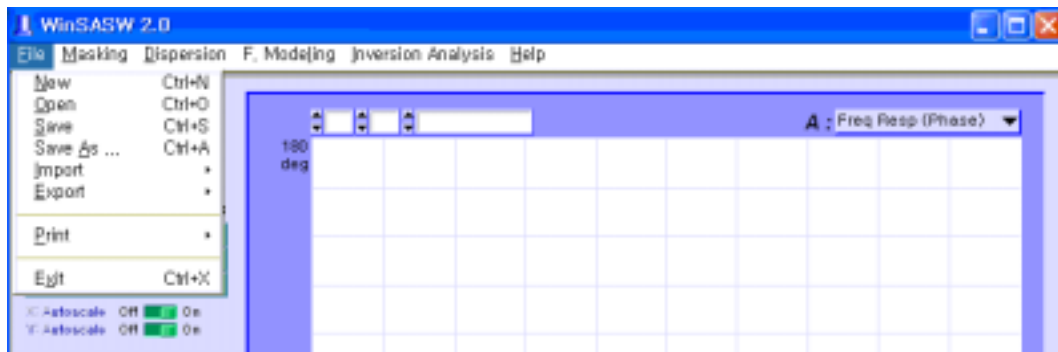 WinSASW 2.0
File Masking Dispersion F. Modeling Inversion Analysis Help
New Ctrl+N
Open Ctrl+O
Save Ctrl+S
Save As ... Ctrl+A
Import
Export
Print
Exit Ctrl+X
A : Freq Resp (Phase)
180
deg
X: Autoscale Off On
Y: Autoscale Off On